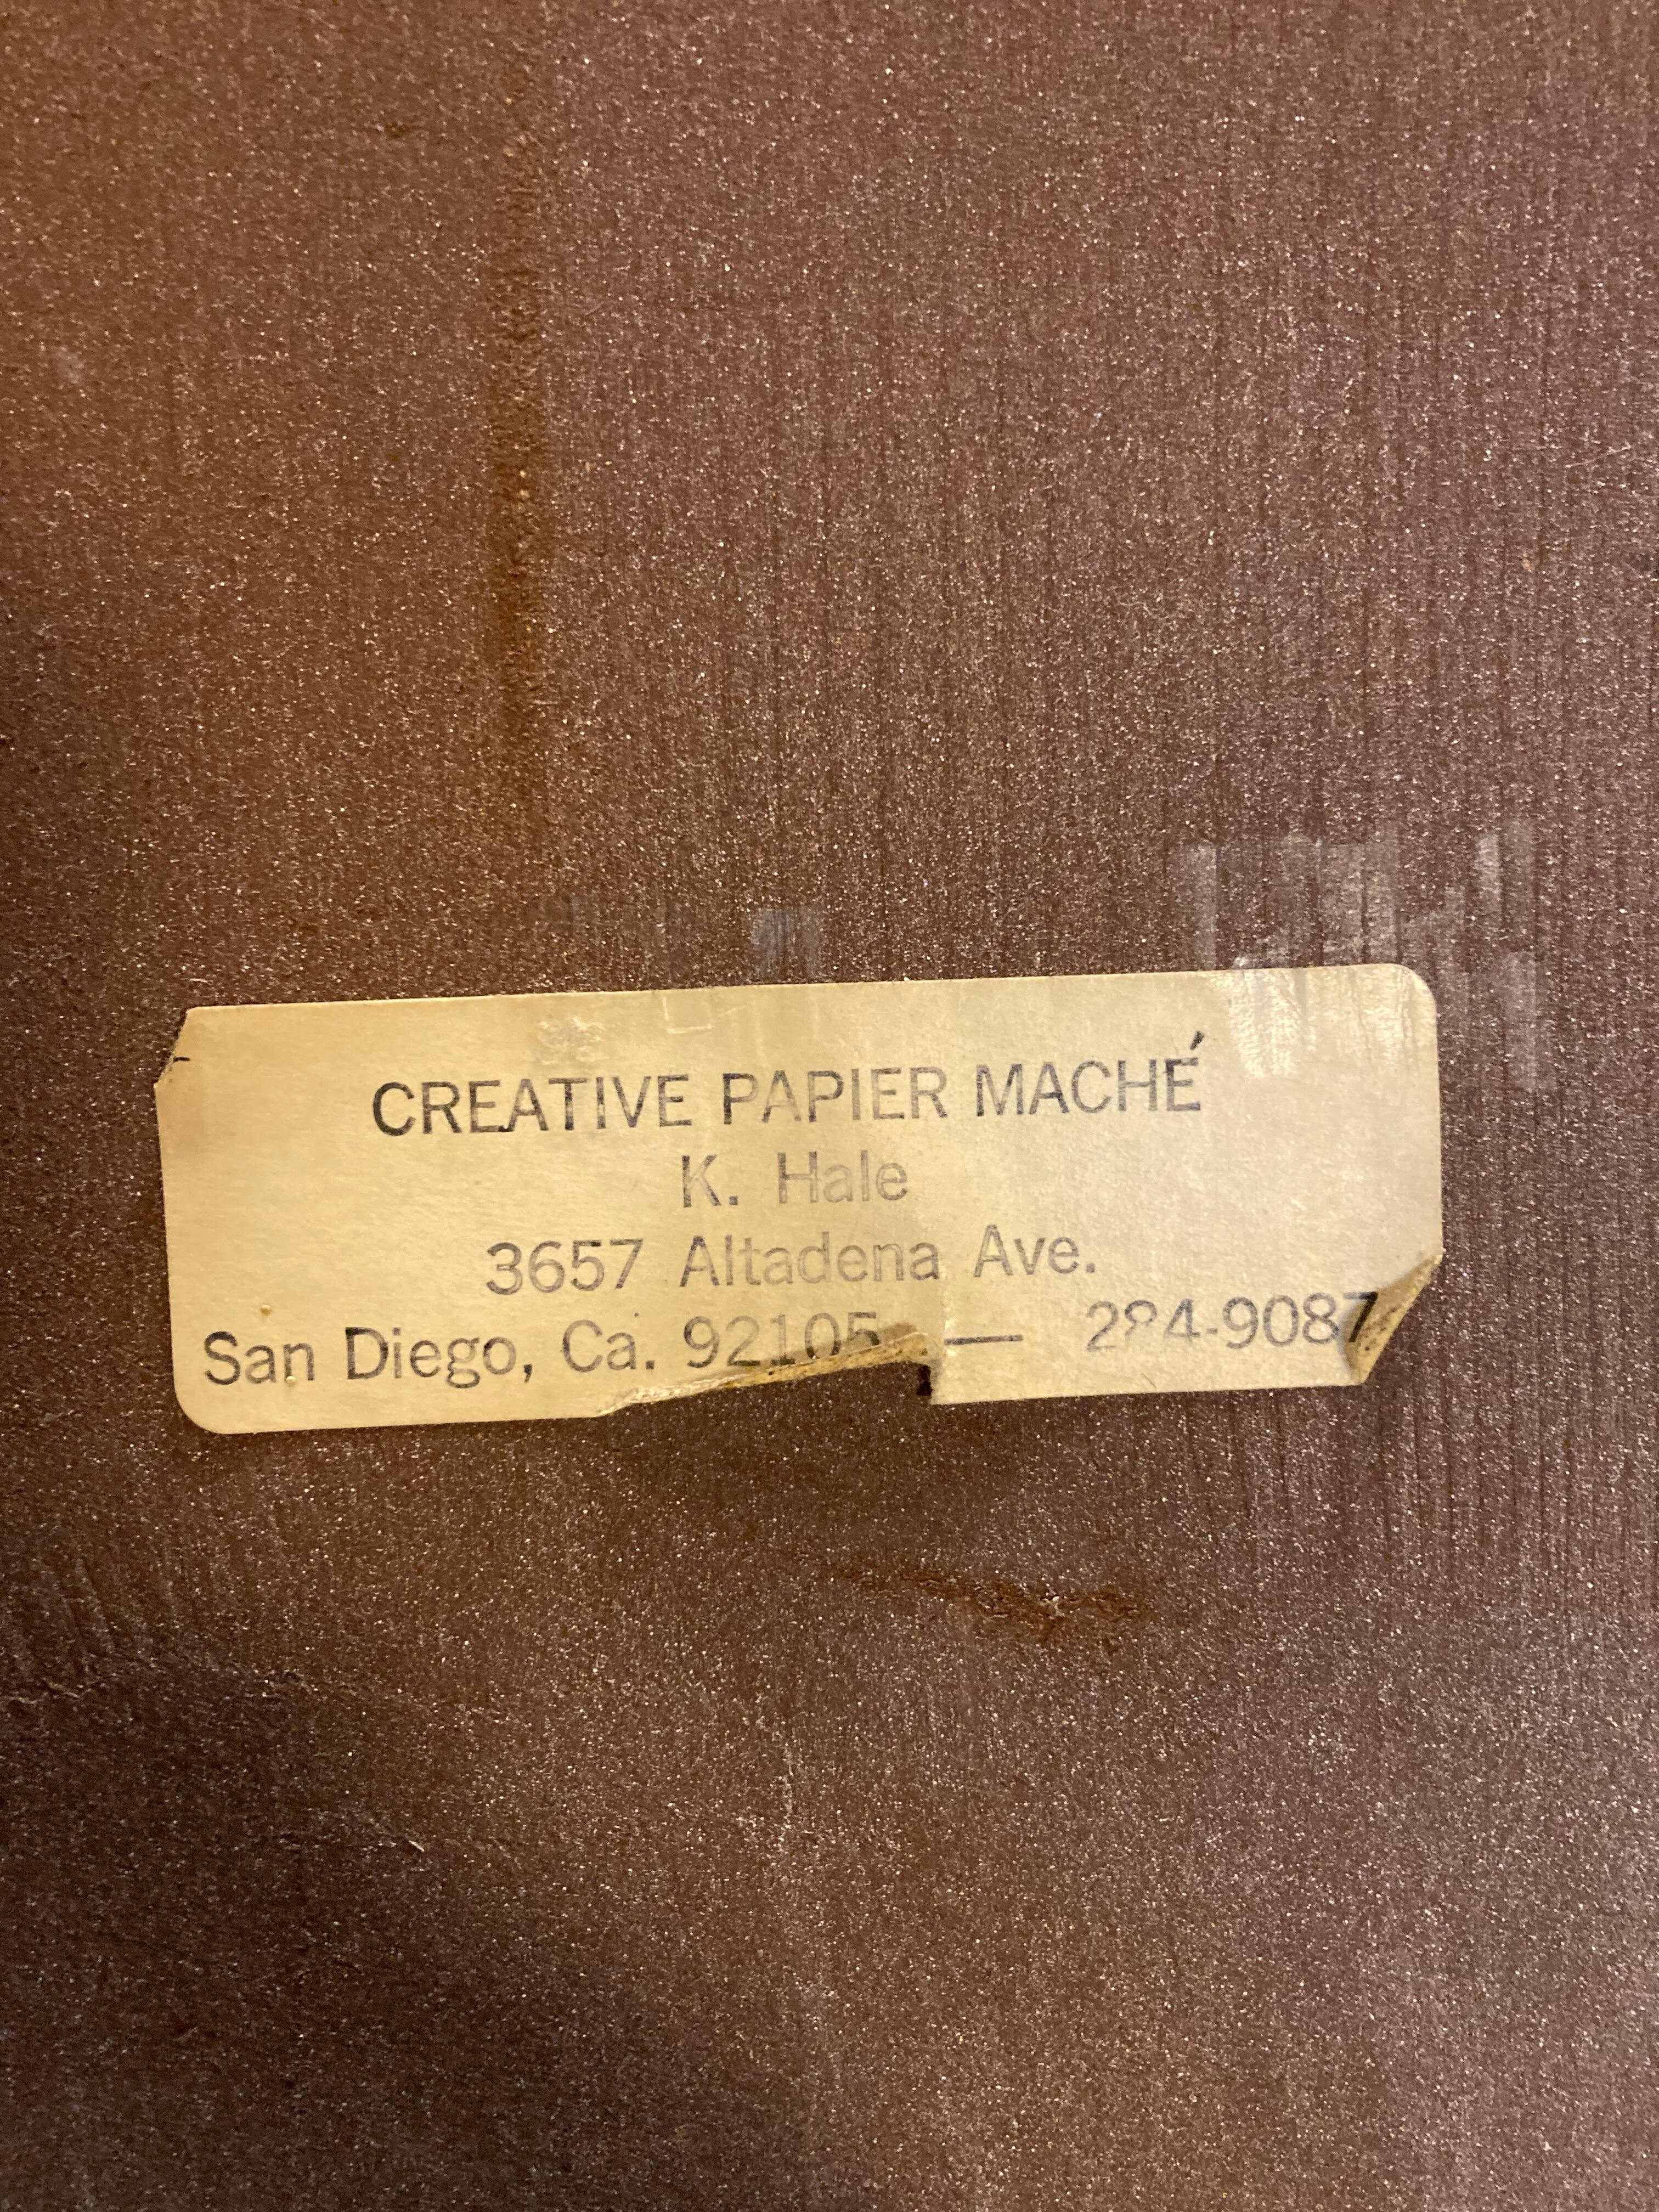 CREATIVE PAPIER MACHÉ
K. Hale
3657 Altadena Ave.
San Diego, Ca. 92105 — 284-9087